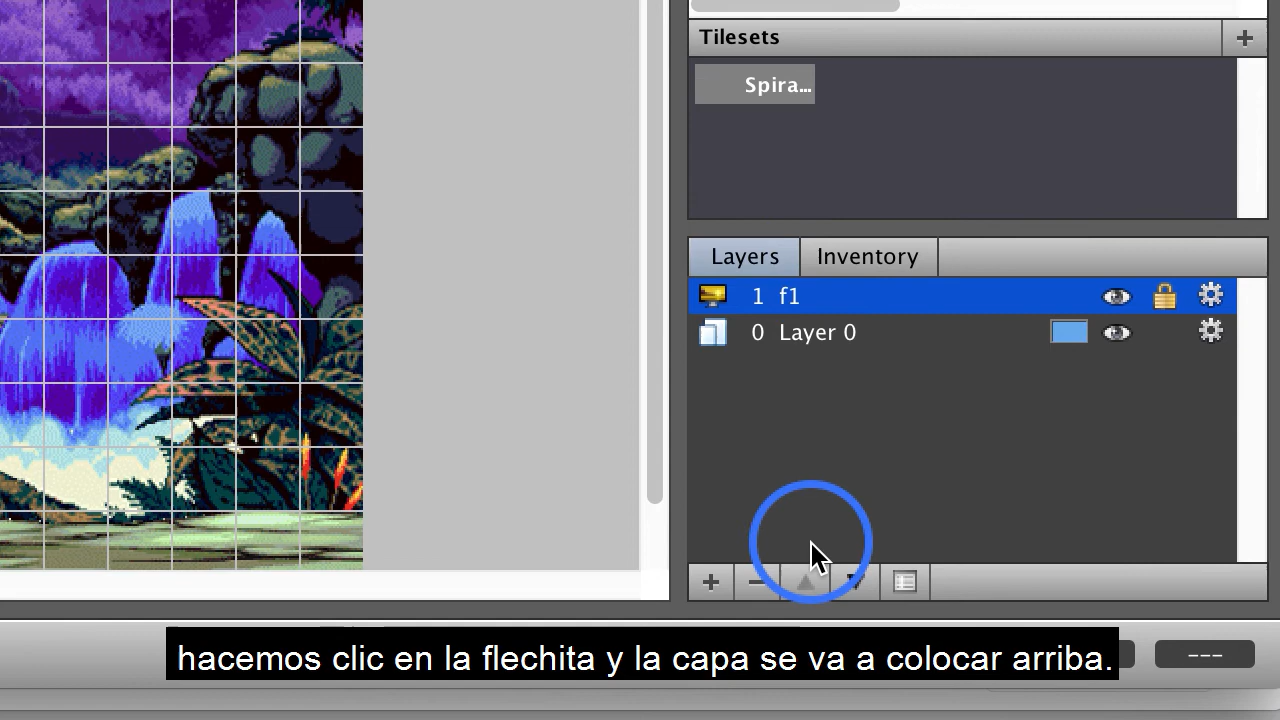 Tilesets
Spira...
Layers Inventory
1 f1
0 Layer 0
---
hacemos clic en la flechita y la capa se va a colocar arriba.